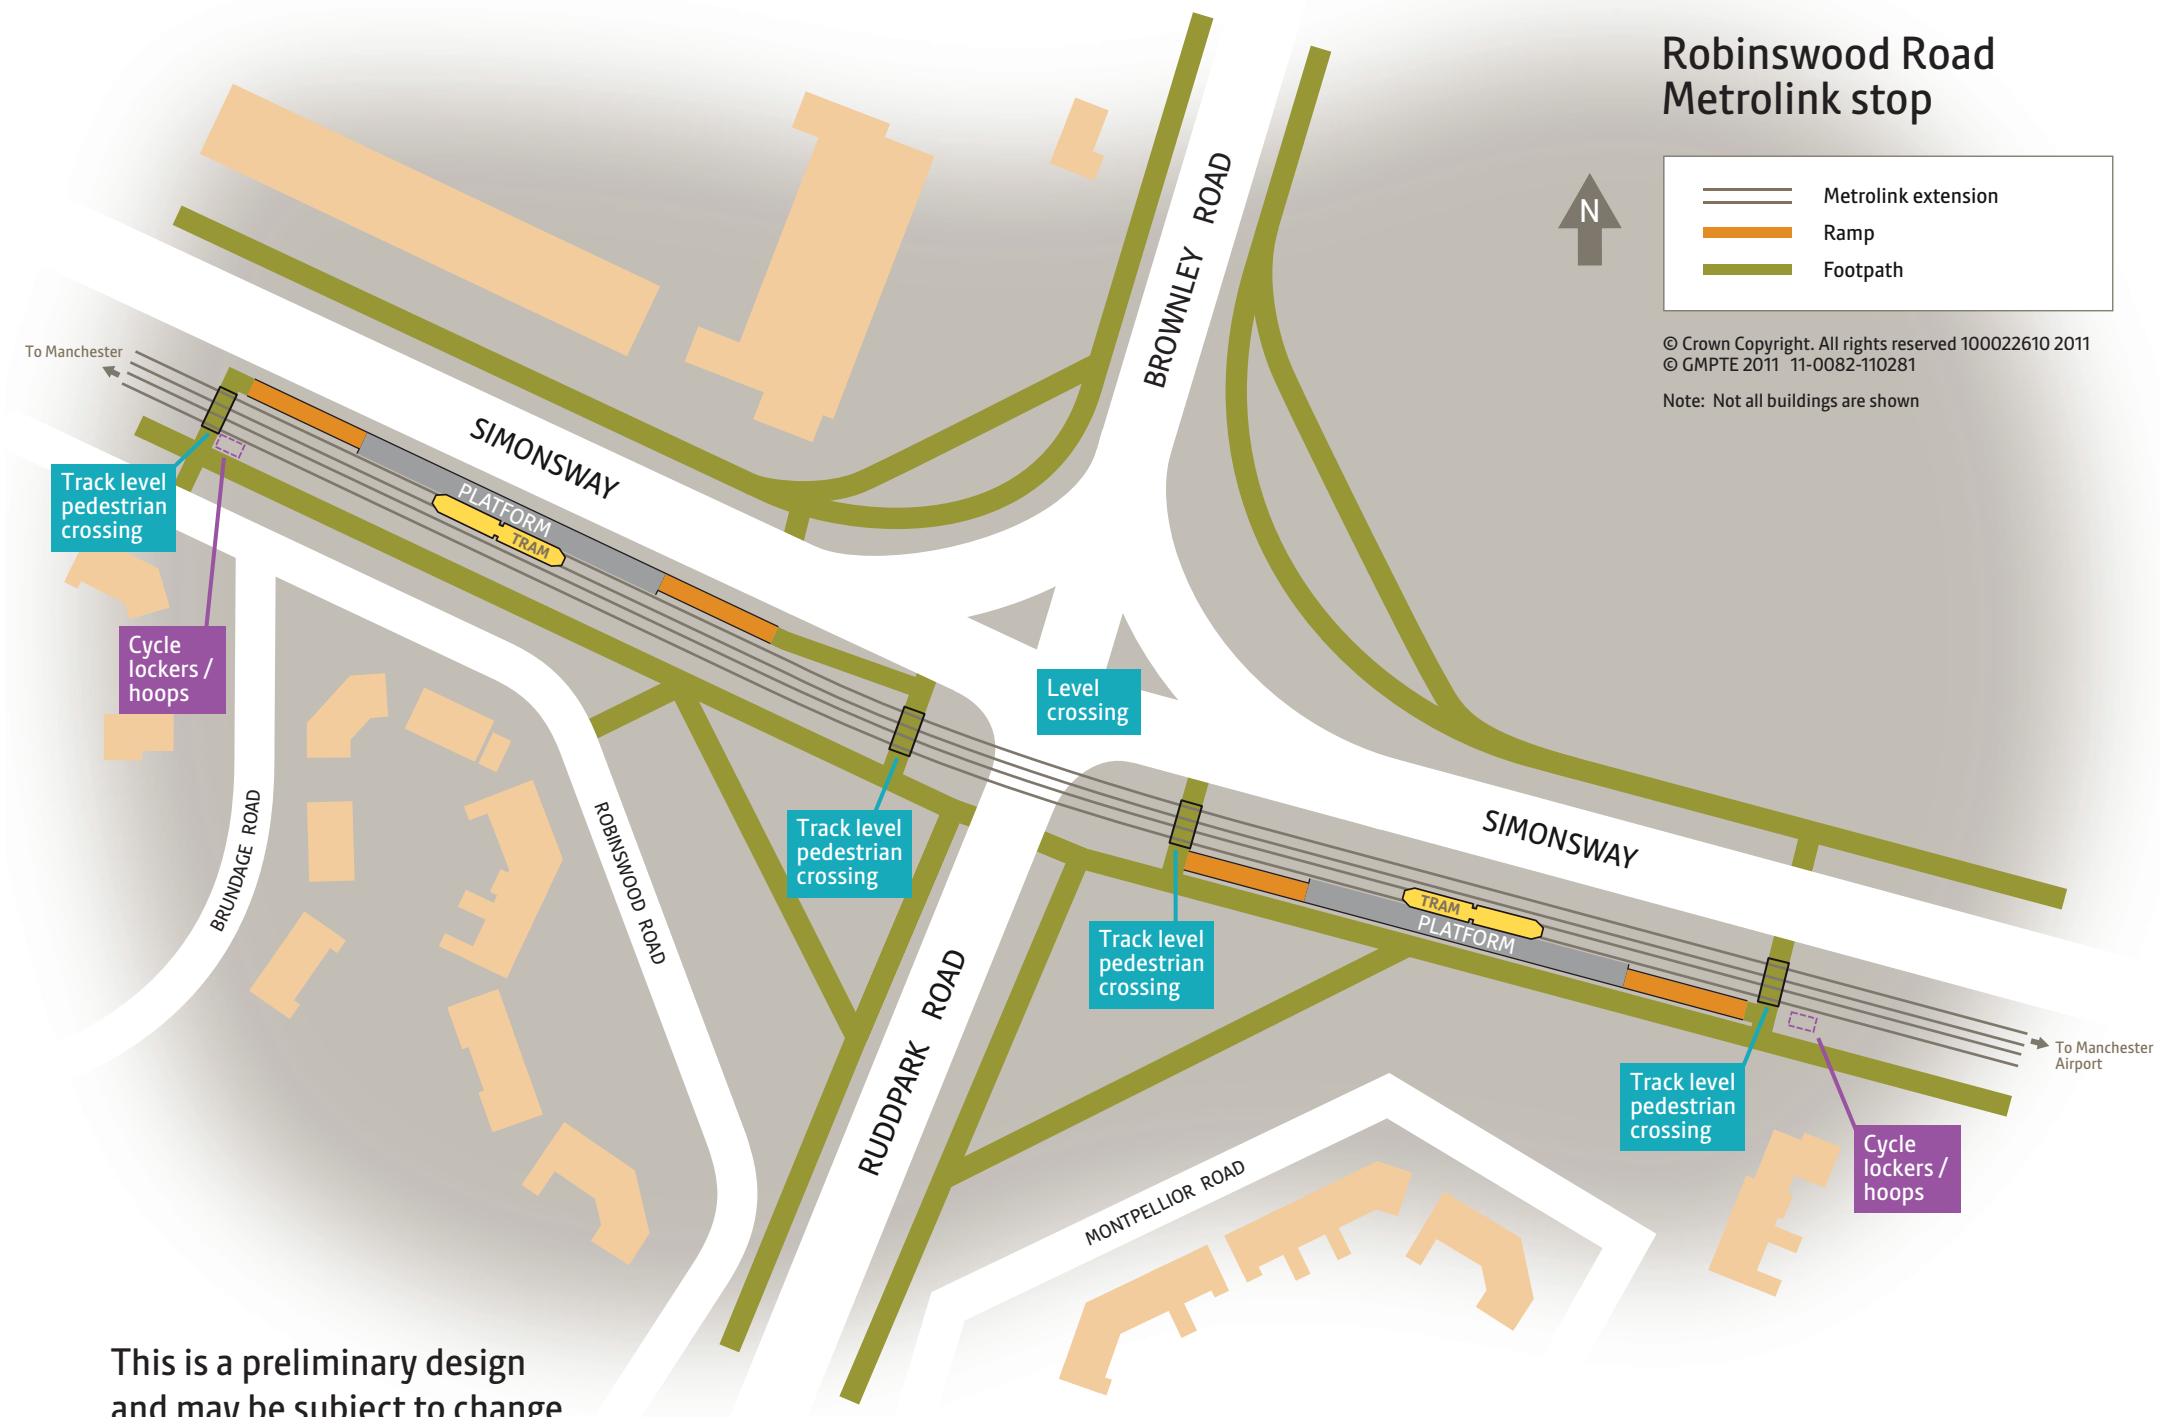 Robinswood Road
Metrolink stop
N
Metrolink extension
Ramp
Footpath
© Crown Copyright. All rights reserved 100022610 2011
© GMPTE 2011 11-0082-110281
Note: Not all buildings are shown
BROWNLEY ROAD
To Manchester
SIMONSWAY
PLATFORM
TRAM
Track level
pedestrian
crossing
Cycle
lockers /
hoops
Level
crossing
BRUNDAGE ROAD
ROBINSWOOD ROAD
Track level
pedestrian
crossing
SIMONSWAY
TRAM
PLATFORM
Track level
pedestrian
crossing
RUDDPARK ROAD
To Manchester
Airport
Track level
pedestrian
crossing
Cycle
lockers /
hoops
MONTPELLIOR ROAD
This is a preliminary design
and may be subject to change